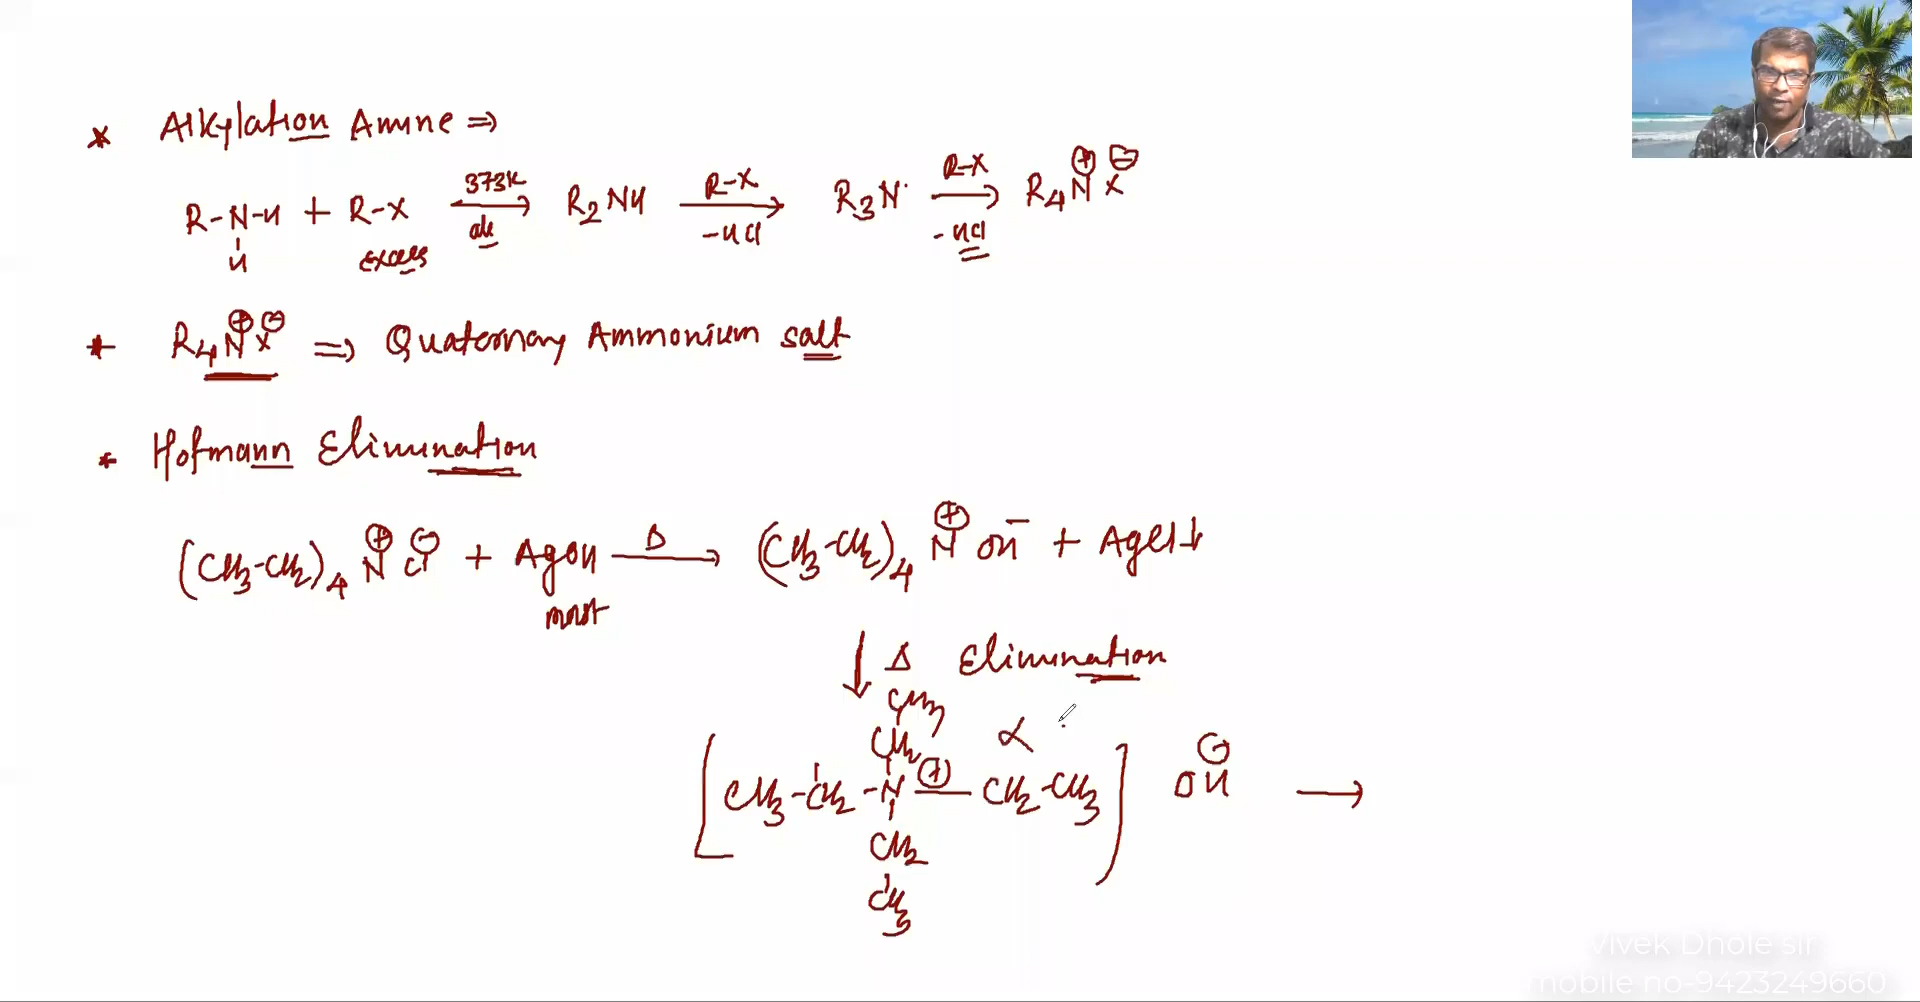 * Alkylation Amine ⇒
R-N-H + R-X 373K → R2NH R-X → R3N· R-X → R4N⊕ X⊖
H excess alc -HCl -HCl
* R4N⊕X⊖ ⇒ Quaternary Ammonium salt
* Hofmann Elimination
(CH3-CH2)4 N⊕ Cl⊖ + AgOH Δ → (CH3-CH2)4 N⊕ OH⁻ + AgCl↓
moist
↓ Δ Elimination
CH3
CH2 α
[CH3-CH2-N⊕-CH2-CH3] OH⊖ →
CH2
CH3
Vivek Dhole sir
mobile no-9423249660